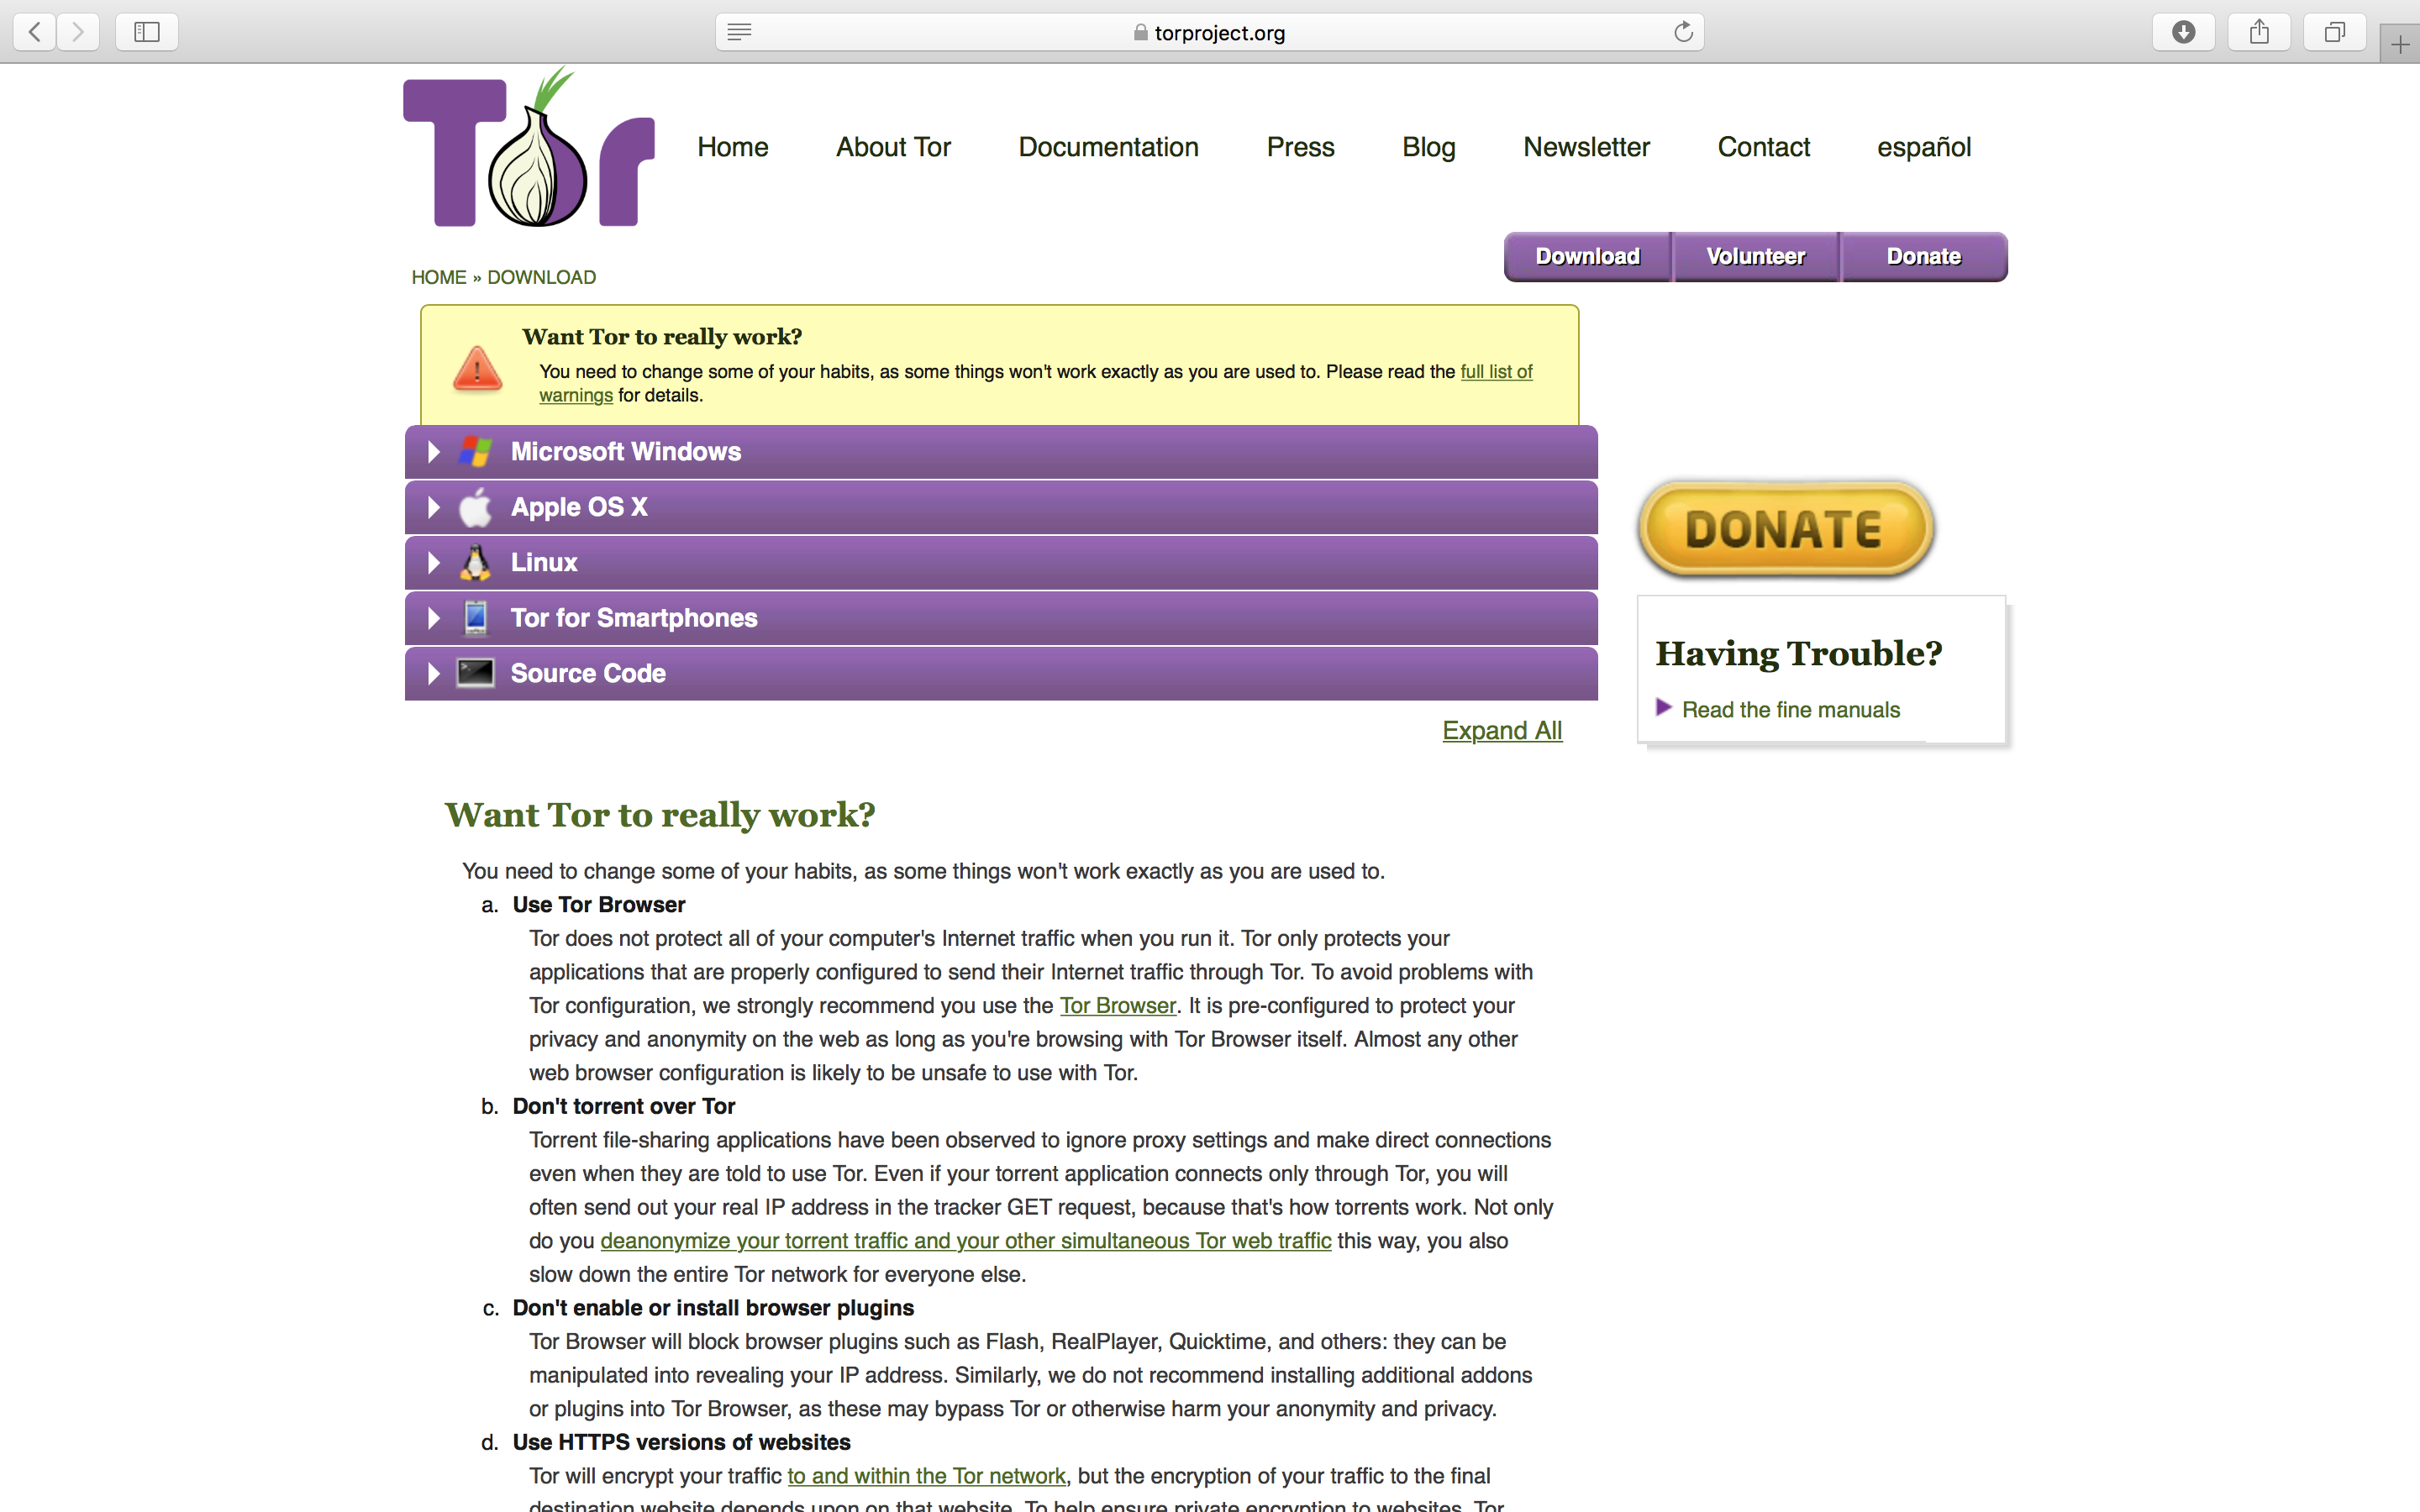 torproject.org
Tor
Home About Tor Documentation Press Blog Newsletter Contact español
Download Volunteer Donate
HOME » DOWNLOAD
Want Tor to really work?
You need to change some of your habits, as some things won't work exactly as you are used to. Please read the full list of
warnings for details.
Microsoft Windows
Apple OS X
Linux
Tor for Smartphones
Source Code
Expand All
DONATE
Having Trouble?
Read the fine manuals
Want Tor to really work?
You need to change some of your habits, as some things won't work exactly as you are used to.
a. Use Tor Browser
Tor does not protect all of your computer's Internet traffic when you run it. Tor only protects your
applications that are properly configured to send their Internet traffic through Tor. To avoid problems with
Tor configuration, we strongly recommend you use the Tor Browser. It is pre-configured to protect your
privacy and anonymity on the web as long as you're browsing with Tor Browser itself. Almost any other
web browser configuration is likely to be unsafe to use with Tor.
b. Don't torrent over Tor
Torrent file-sharing applications have been observed to ignore proxy settings and make direct connections
even when they are told to use Tor. Even if your torrent application connects only through Tor, you will
often send out your real IP address in the tracker GET request, because that's how torrents work. Not only
do you deanonymize your torrent traffic and your other simultaneous Tor web traffic this way, you also
slow down the entire Tor network for everyone else.
c. Don't enable or install browser plugins
Tor Browser will block browser plugins such as Flash, RealPlayer, Quicktime, and others: they can be
manipulated into revealing your IP address. Similarly, we do not recommend installing additional addons
or plugins into Tor Browser, as these may bypass Tor or otherwise harm your anonymity and privacy.
d. Use HTTPS versions of websites
Tor will encrypt your traffic to and within the Tor network, but the encryption of your traffic to the final
destination website depends upon on that website. To help ensure private encryption to websites, Tor